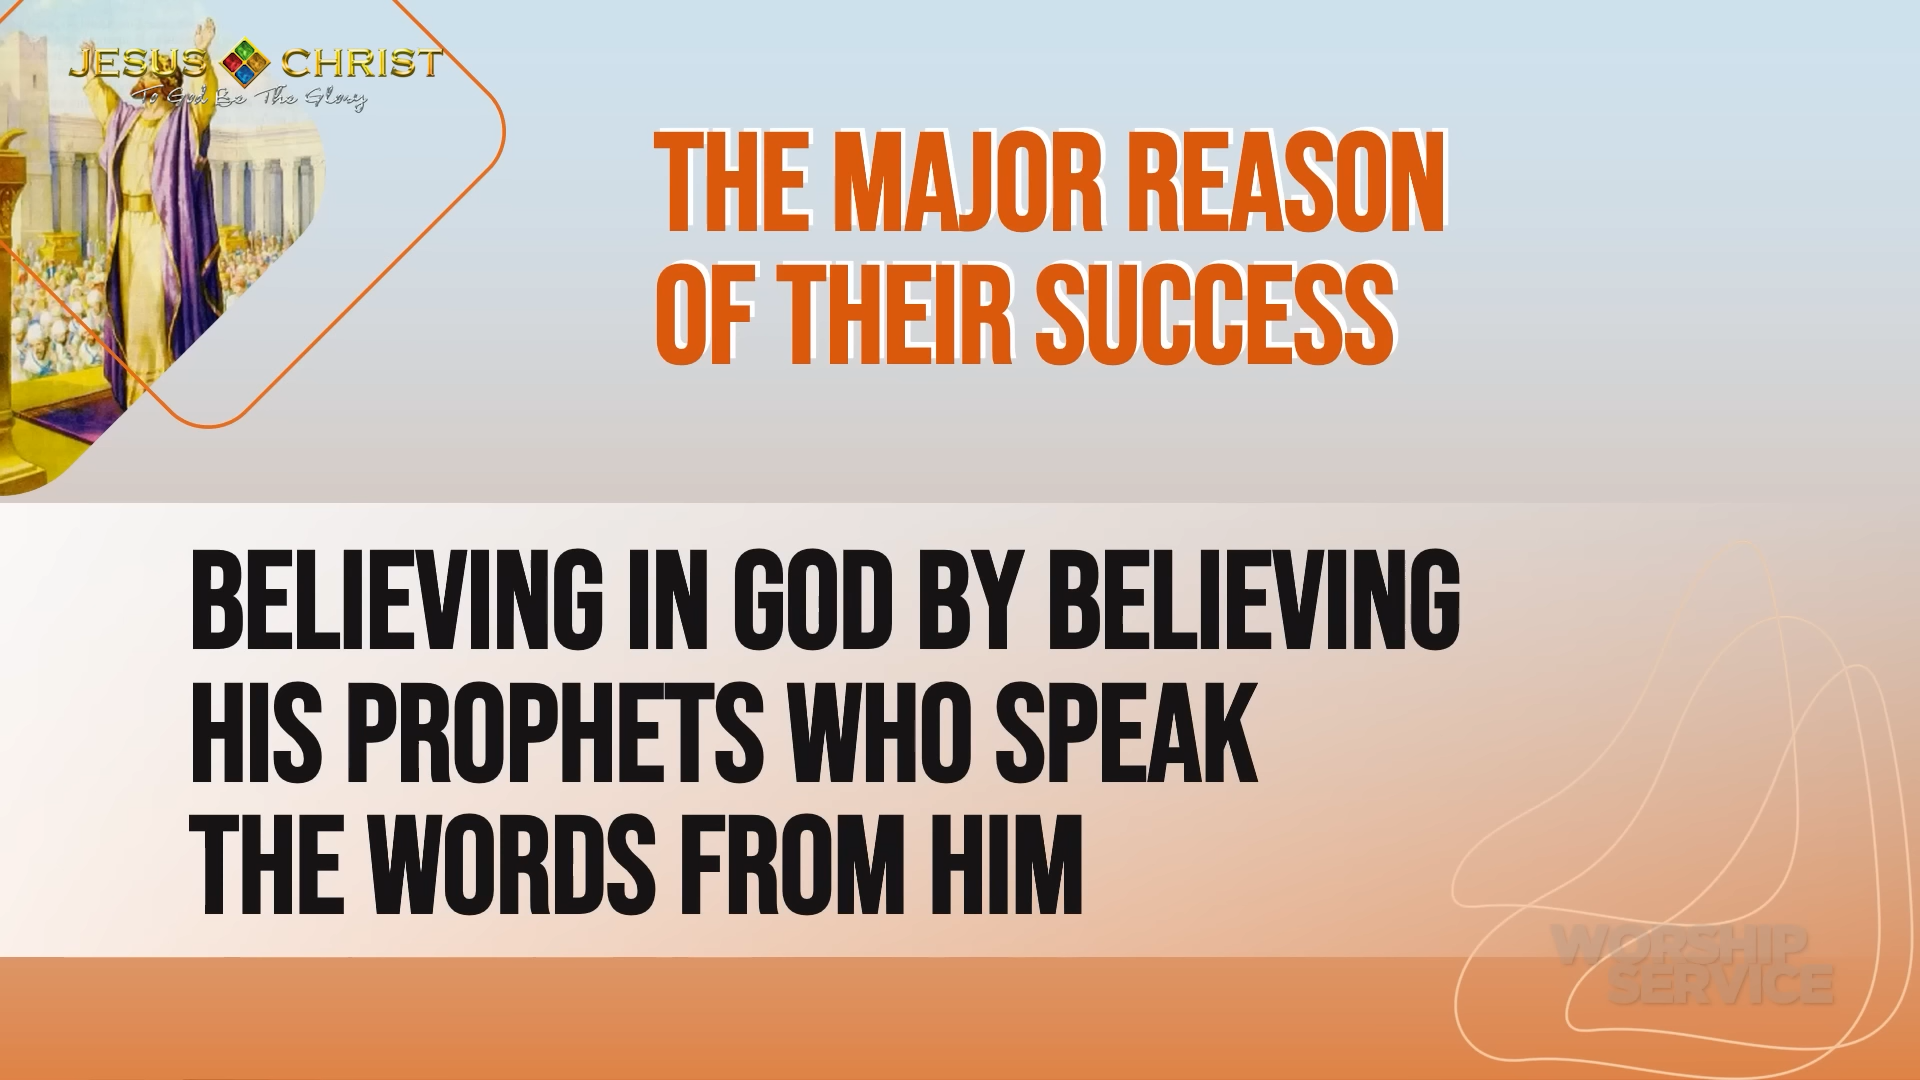 JESUS CHRIST
To God Be The Glory
THE MAJOR REASON
OF THEIR SUCCESS
BELIEVING IN GOD BY BELIEVING
HIS PROPHETS WHO SPEAK
THE WORDS FROM HIM
WORSHIP
SERVICE